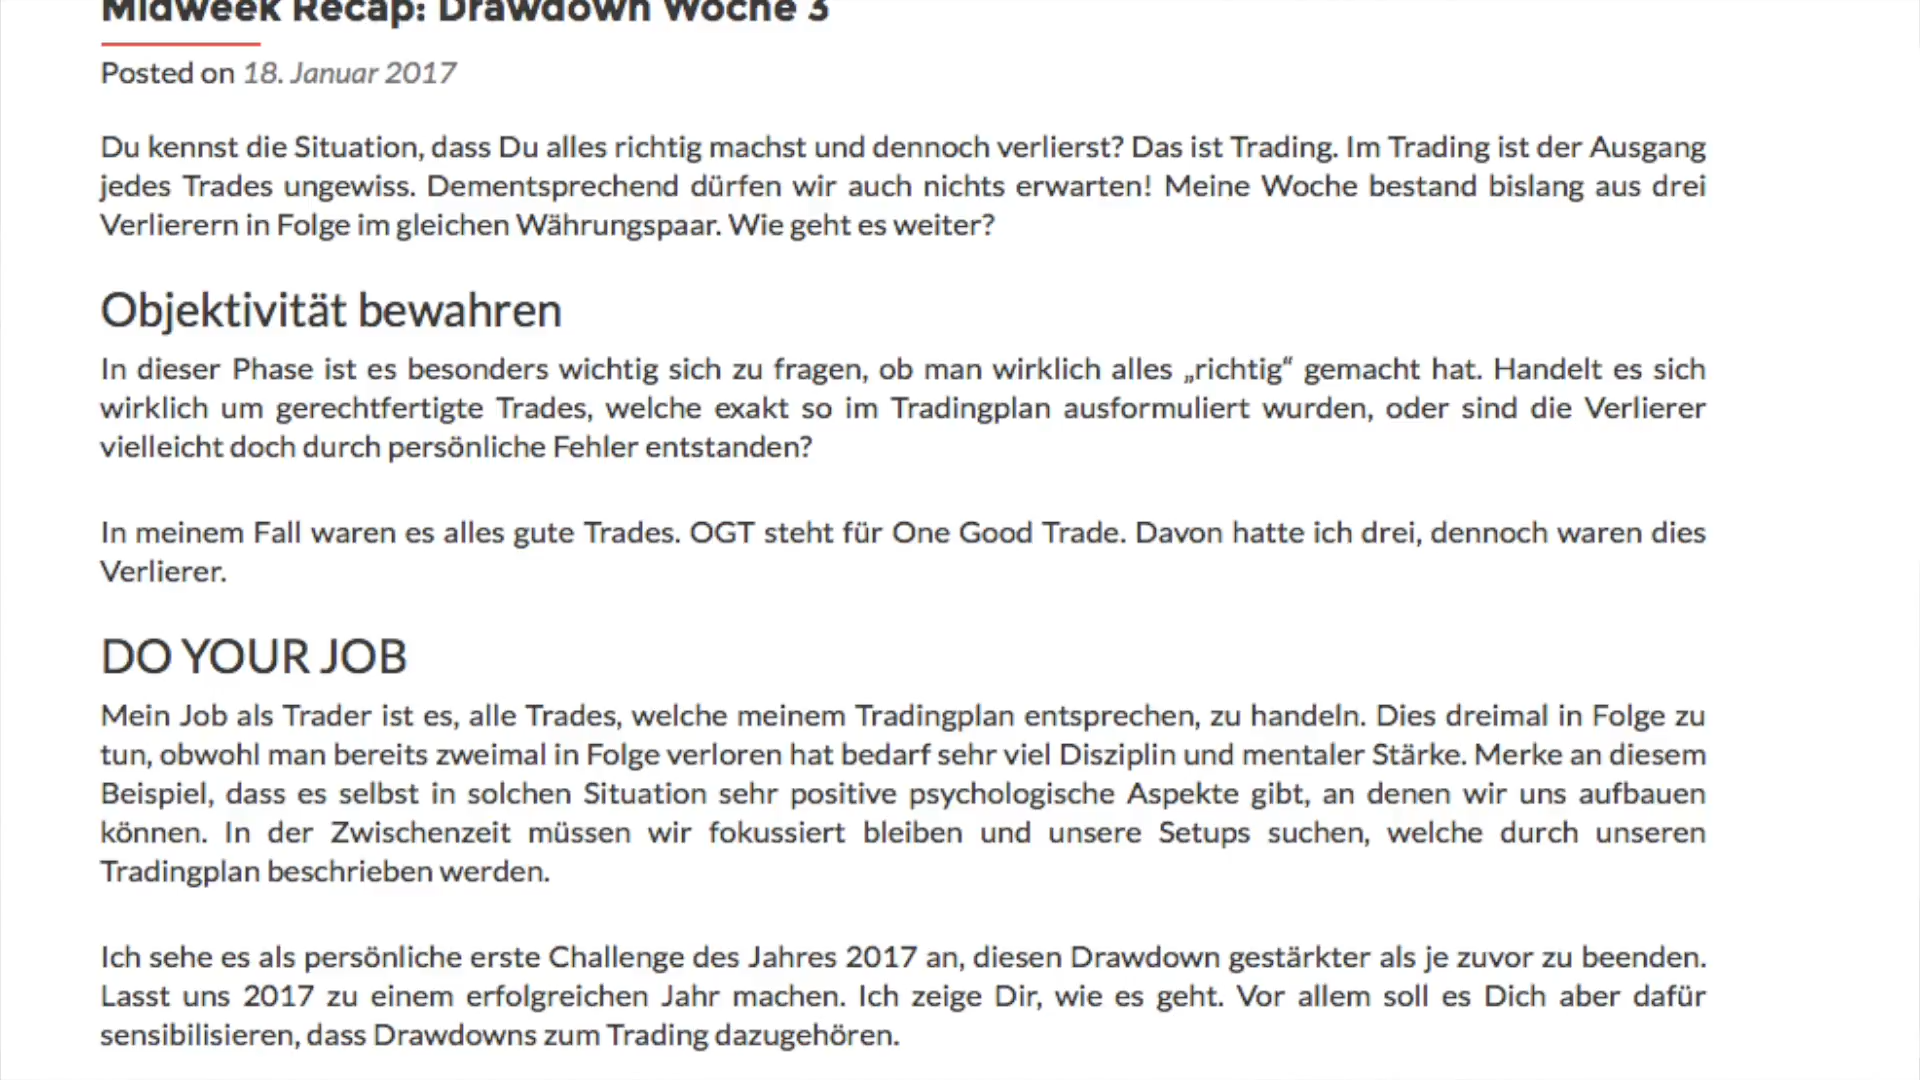 Midweek Recap: Drawdown Woche 3
Posted on 18. Januar 2017
Du kennst die Situation, dass Du alles richtig machst und dennoch verlierst? Das ist Trading. Im Trading ist der Ausgang
jedes Trades ungewiss. Dementsprechend dürfen wir auch nichts erwarten! Meine Woche bestand bislang aus drei
Verlierern in Folge im gleichen Währungspaar. Wie geht es weiter?
Objektivität bewahren
In dieser Phase ist es besonders wichtig sich zu fragen, ob man wirklich alles „richtig“ gemacht hat. Handelt es sich
wirklich um gerechtfertigte Trades, welche exakt so im Tradingplan ausformuliert wurden, oder sind die Verlierer
vielleicht doch durch persönliche Fehler entstanden?
In meinem Fall waren es alles gute Trades. OGT steht für One Good Trade. Davon hatte ich drei, dennoch waren dies
Verlierer.
DO YOUR JOB
Mein Job als Trader ist es, alle Trades, welche meinem Tradingplan entsprechen, zu handeln. Dies dreimal in Folge zu
tun, obwohl man bereits zweimal in Folge verloren hat bedarf sehr viel Disziplin und mentaler Stärke. Merke an diesem
Beispiel, dass es selbst in solchen Situation sehr positive psychologische Aspekte gibt, an denen wir uns aufbauen
können. In der Zwischenzeit müssen wir fokussiert bleiben und unsere Setups suchen, welche durch unseren
Tradingplan beschrieben werden.
Ich sehe es als persönliche erste Challenge des Jahres 2017 an, diesen Drawdown gestärkter als je zuvor zu beenden.
Lasst uns 2017 zu einem erfolgreichen Jahr machen. Ich zeige Dir, wie es geht. Vor allem soll es Dich aber dafür
sensibilisieren, dass Drawdowns zum Trading dazugehören.